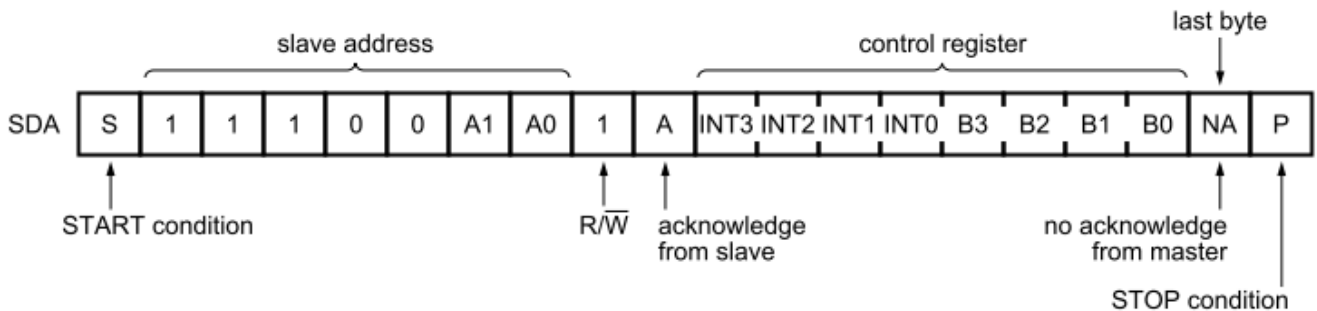 last byte
slave address control register
SDA S 1 1 1 0 0 A1 A0 1 A INT3 INT2 INT1 INT0 B3 B2 B1 B0 NA P
START condition R/W̅ acknowledge no acknowledge
from slave from master
STOP condition